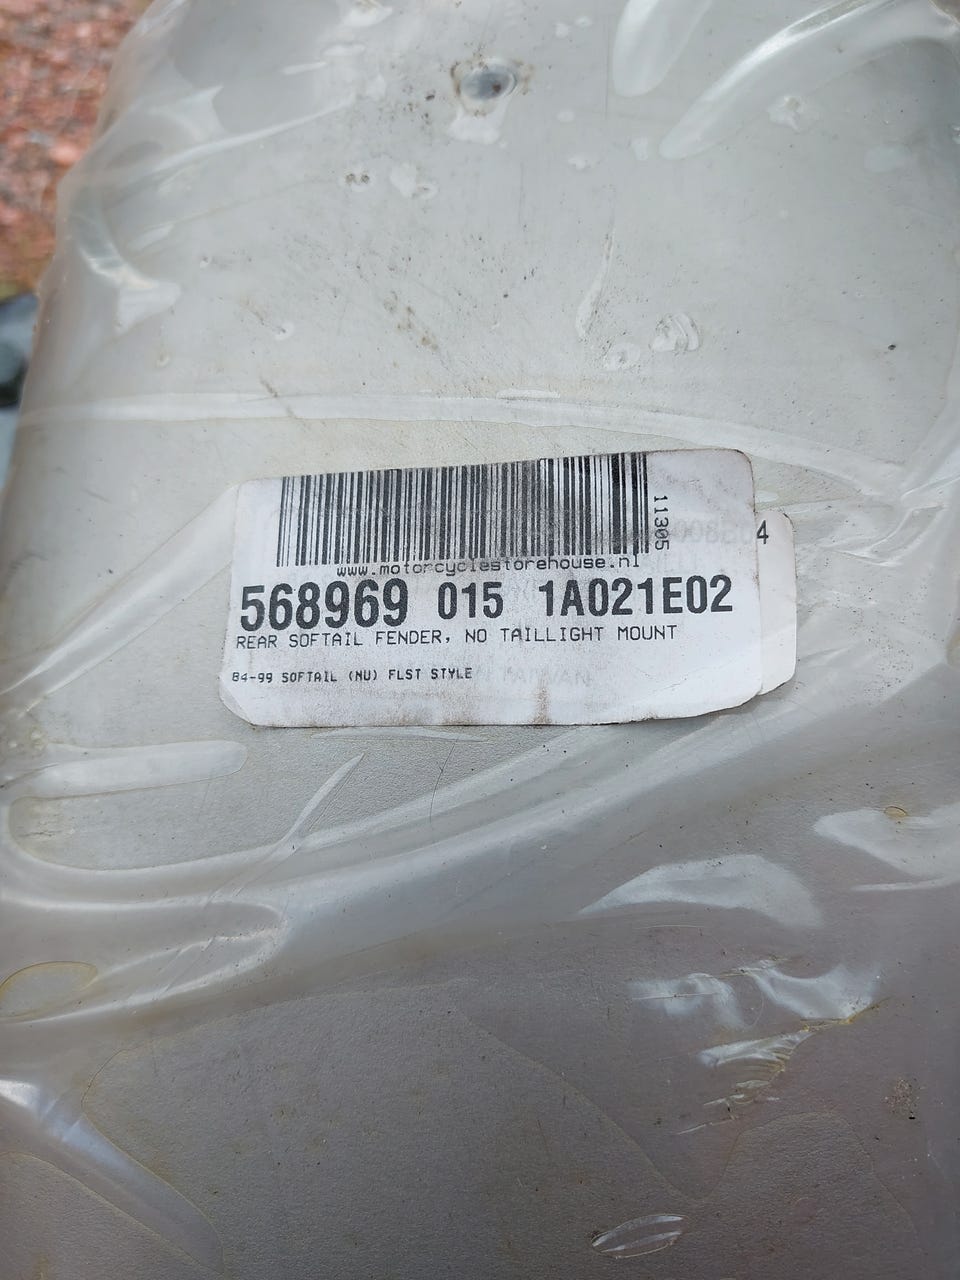 11305
www.motorcyclestorehouse.nl
568969 015 1A021E02
REAR SOFTAIL FENDER, NO TAILLIGHT MOUNT
84-99 SOFTAIL (NU) FLST STYLE
TAIWAN
4